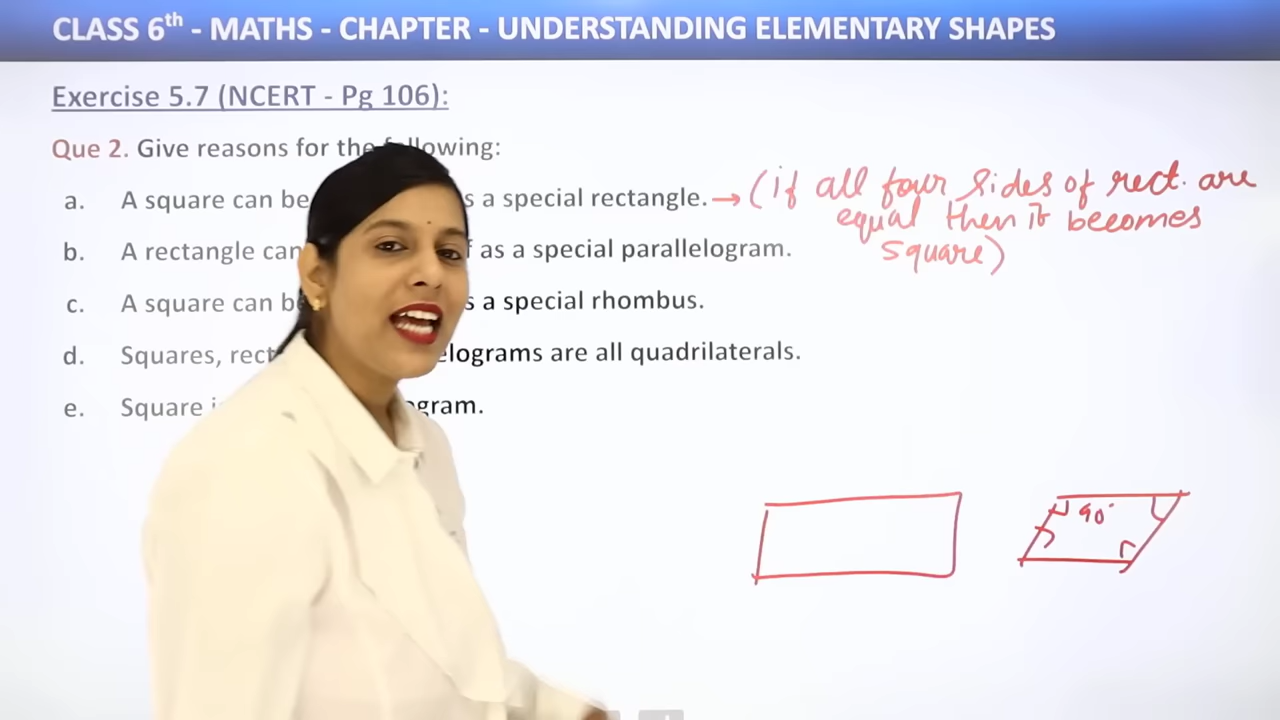 CLASS 6th - MATHS - CHAPTER - UNDERSTANDING ELEMENTARY SHAPES
Exercise 5.7 (NCERT - Pg 106):
Que 2. Give reasons for the following:
a. A square can be s a special rectangle. → (if all four sides of rect. are
equal then it becomes
square)
b. A rectangle can as a special parallelogram.
c. A square can be s a special rhombus.
d. Squares, rect elograms are all quadrilaterals.
e. Square gram.
90°